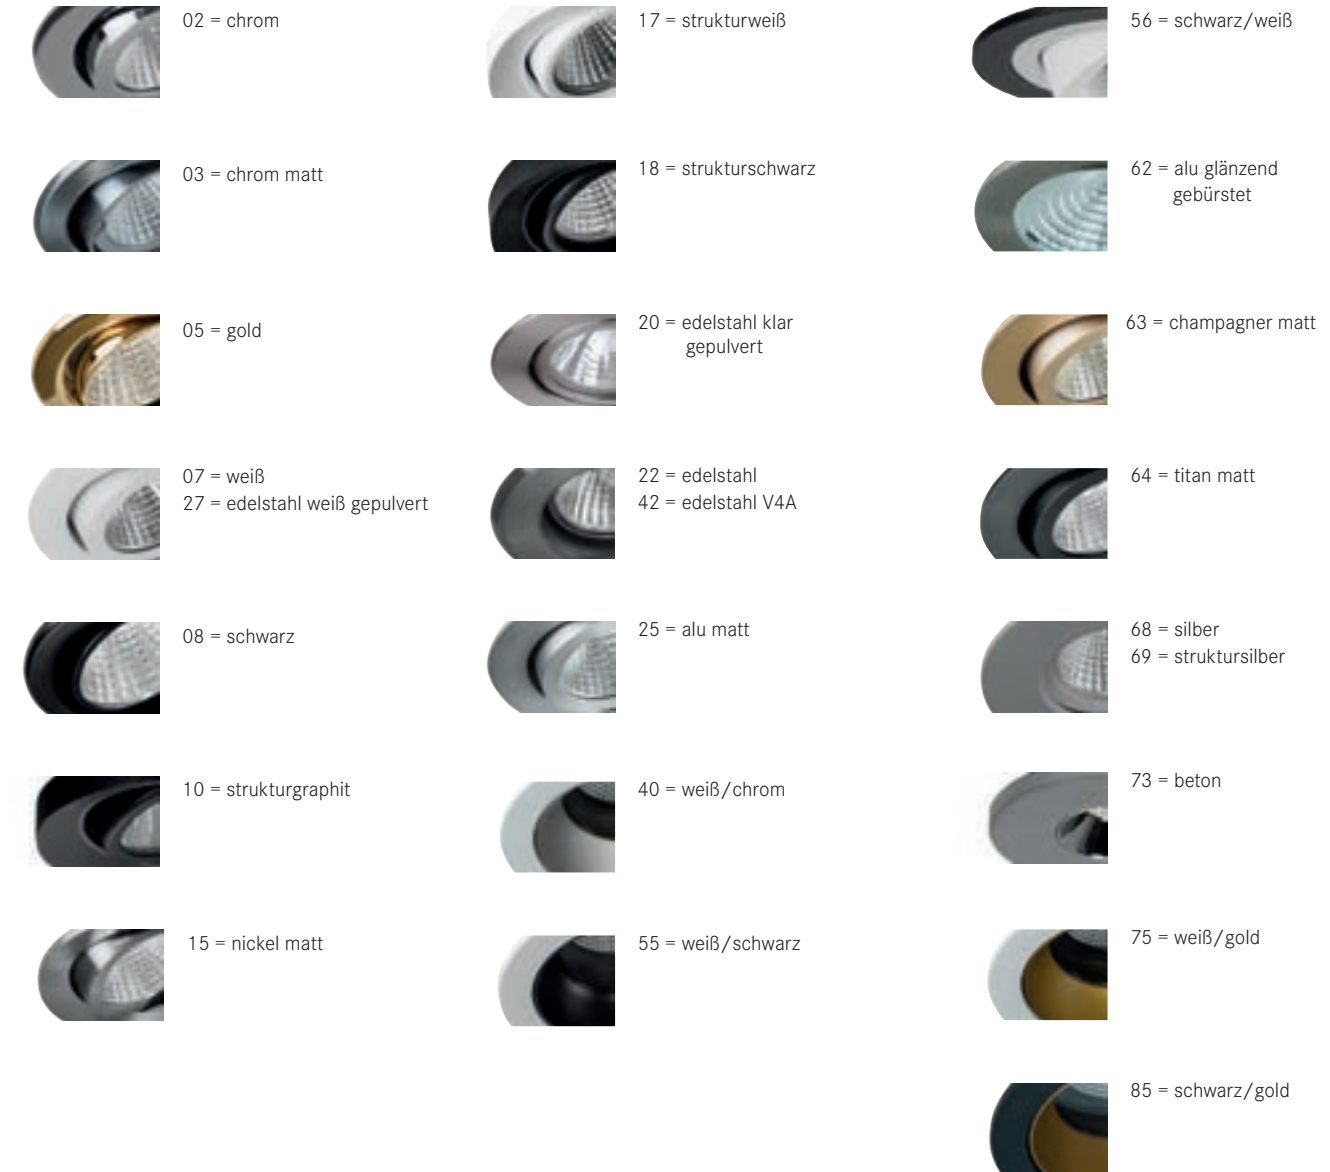 02 = chrom
03 = chrom matt
05 = gold
07 = weiß
27 = edelstahl weiß gepulvert
08 = schwarz
10 = strukturgraphit
15 = nickel matt
17 = strukturweiß
18 = strukturschwarz
20 = edelstahl klar
gepulvert
22 = edelstahl
42 = edelstahl V4A
25 = alu matt
40 = weiß/chrom
55 = weiß/schwarz
56 = schwarz/weiß
62 = alu glänzend
gebürstet
63 = champagner matt
64 = titan matt
68 = silber
69 = struktursilber
73 = beton
75 = weiß/gold
85 = schwarz/gold